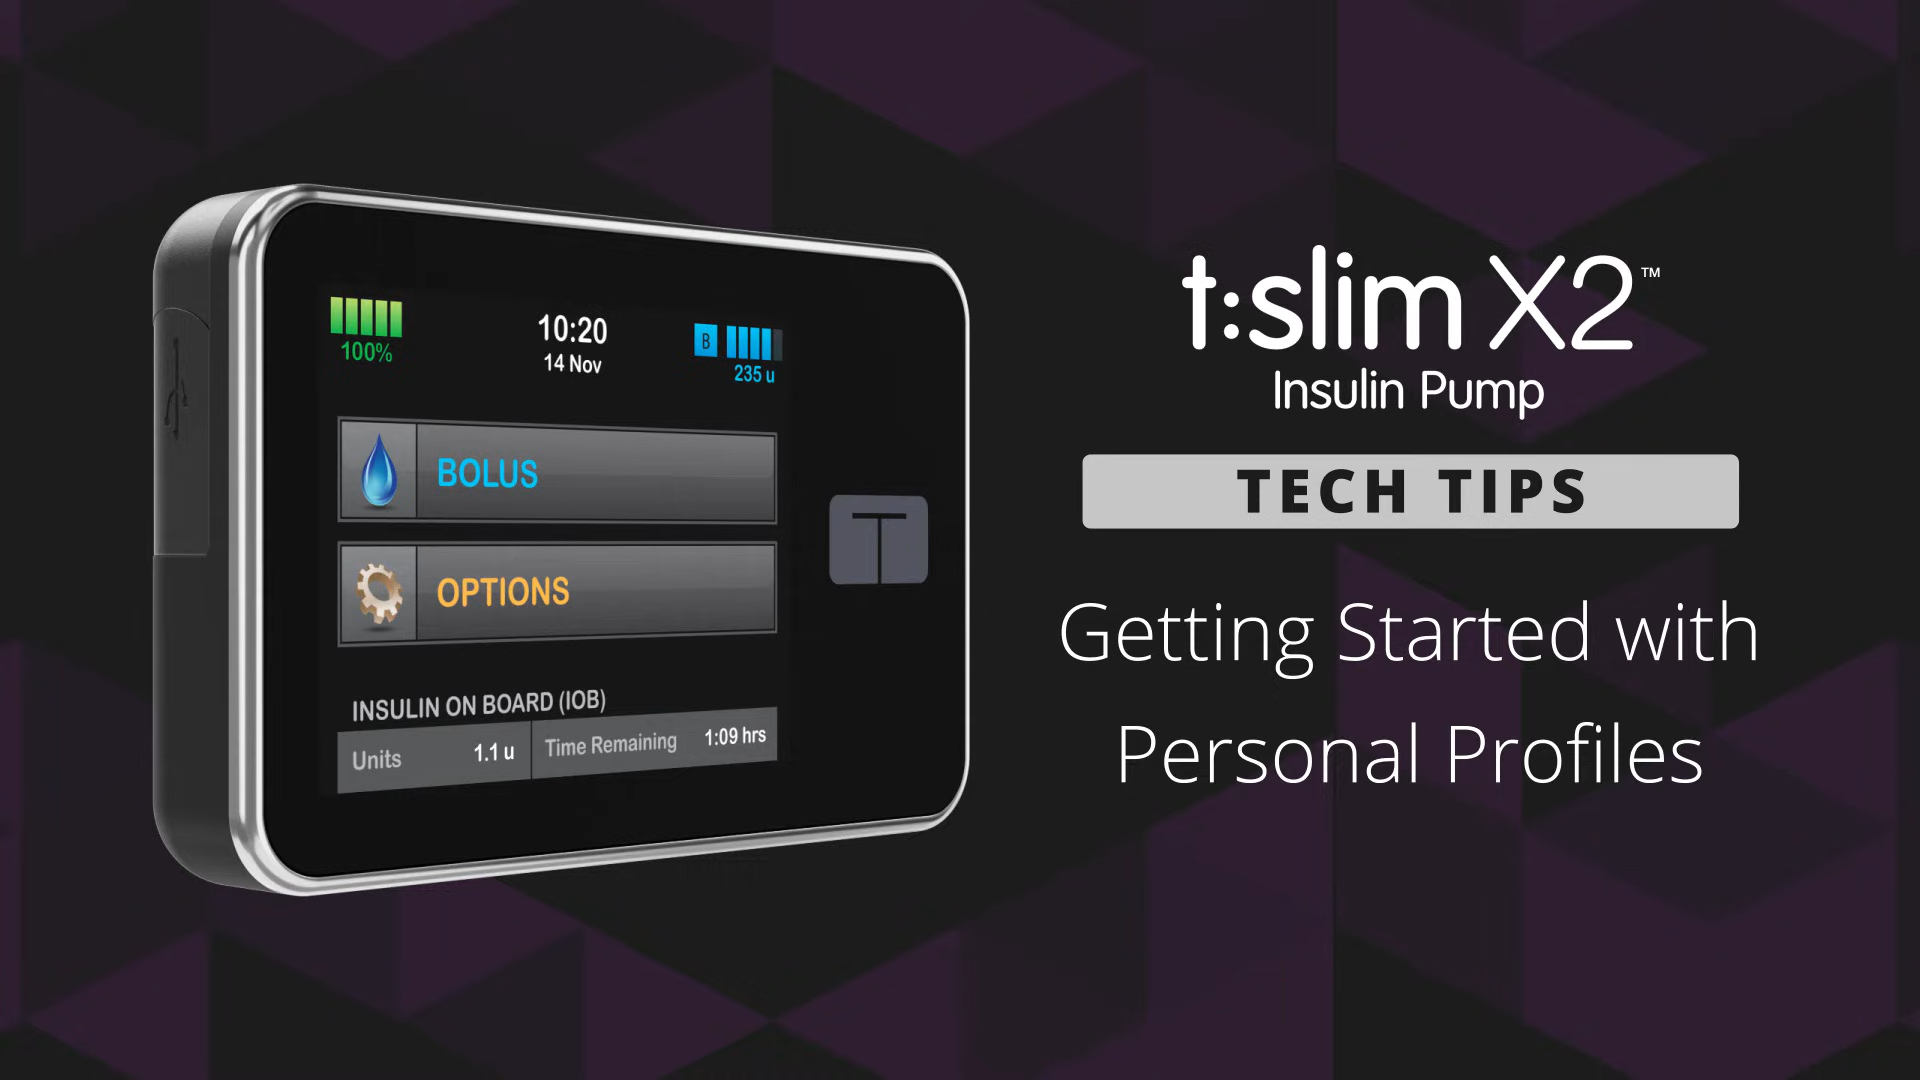 100%
10:20
14 Nov
B
235 u
BOLUS
OPTIONS
INSULIN ON BOARD (IOB)
Units 1.1 u Time Remaining 1:09 hrs
t:slim X2™
Insulin Pump
TECH TIPS
Getting Started with
Personal Profiles